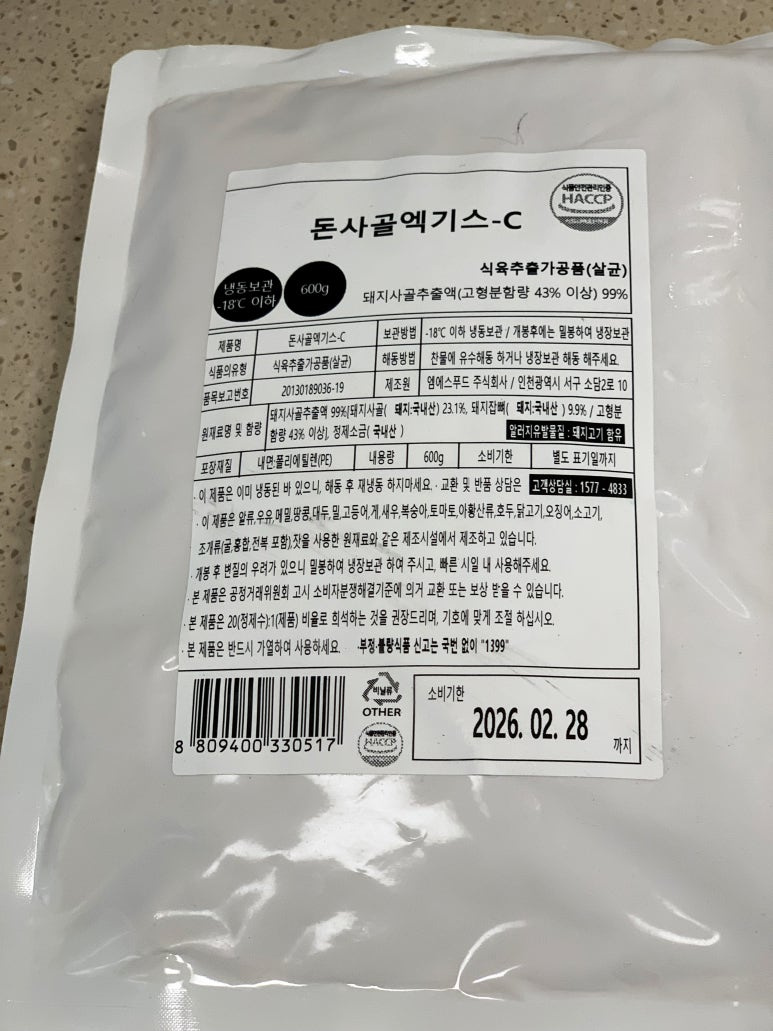 식품안전관리인증
HACCP
돈사골엑기스-C
냉동보관
-18℃ 이하
600g
식육추출가공품(살균)
돼지사골추출액(고형분함량 43% 이상) 99%
제품명 돈사골엑기스-C 보관방법 -18℃ 이하 냉동보관 / 개봉후에는 밀봉하여 냉장보관
식품의유형 식육추출가공품(살균) 해동방법 찬물에 유수해동 하거나 냉장보관 해동 해주세요.
품목보고번호 20130189036-19 제조원 엠에스푸드 주식회사 / 인천광역시 서구 소담2로 10
원재료명 및 함량 돼지사골추출액 99%[돼지사골( 돼지:국내산) 23.1%, 돼지잡뼈( 돼지:국내산 ) 9.9% / 고형분
함량 43% 이상], 정제소금( 국내산 ) 알러지유발물질 : 돼지고기 함유
포장재질 내면:폴리에틸렌(PE) 내용량 600g 소비기한 별도 표기일까지
· 이 제품은 이미 냉동된 바 있으니, 해동 후 재냉동 하지마세요. · 교환 및 반품 상담은 고객상담실 : 1577 - 4833
· 이 제품은 알류,우유,메밀,땅콩,대두,밀,고등어,게,새우,복숭아,토마토,아황산류,호두,닭고기,오징어,소고기,
조개류(굴,홍합,전복 포함),잣을 사용한 원재료와 같은 제조시설에서 제조하고 있습니다.
· 개봉 후 변질의 우려가 있으니 밀봉하여 냉장보관 하여 주시고, 빠른 시일 내 사용해주세요.
· 본 제품은 공정거래위원회 고시 소비자분쟁해결기준에 의거 교환 또는 보상 받을 수 있습니다.
· 본 제품은 20(정제수):1(제품) 비율로 희석하는 것을 권장드리며, 기호에 맞게 조절 하십시오.
· 본 제품은 반드시 가열하여 사용하세요. ·부정·불량식품 신고는 국번 없이 "1399"
8 809400 330517
비닐류
OTHER
HACCP
소비기한
2026. 02. 28
까지